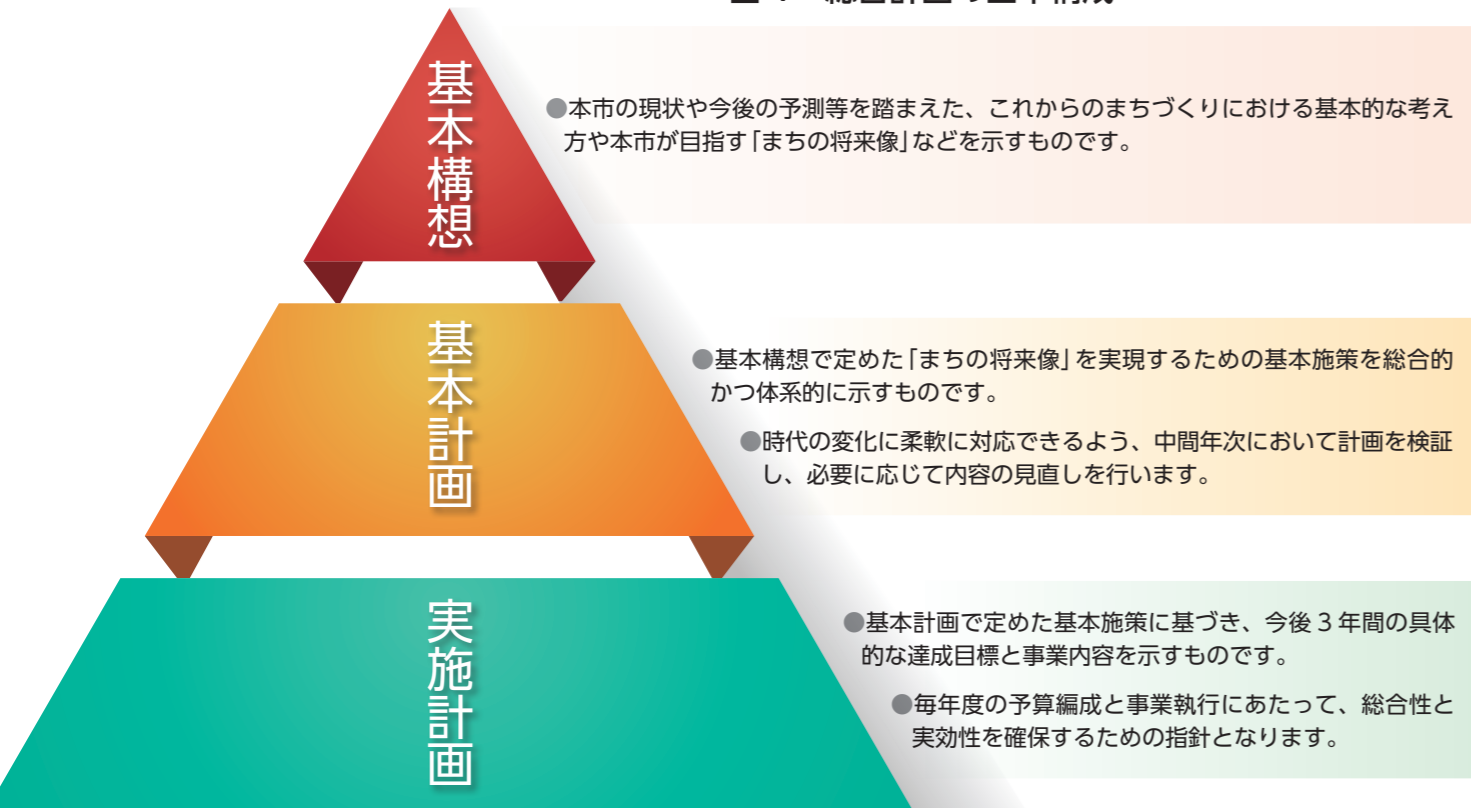 基本構想
●本市の現状や今後の予測等を踏まえた、これからのまちづくりにおける基本的な考え
方や本市が目指す「まちの将来像」などを示すものです。
基本計画
●基本構想で定めた「まちの将来像」を実現するための基本施策を総合的
かつ体系的に示すものです。
●時代の変化に柔軟に対応できるよう、中間年次において計画を検証
し、必要に応じて内容の見直しを行います。
実施計画
●基本計画で定めた基本施策に基づき、今後３年間の具体
的な達成目標と事業内容を示すものです。
●毎年度の予算編成と事業執行にあたって、総合性と
実効性を確保するための指針となります。